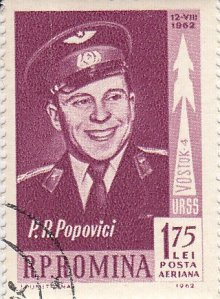 12-VIII
1962
VOSTOK-4
URSS
P.R.Popovici
1 75
LEI
POSTA
AERIANA
R.P.ROMINA
1962